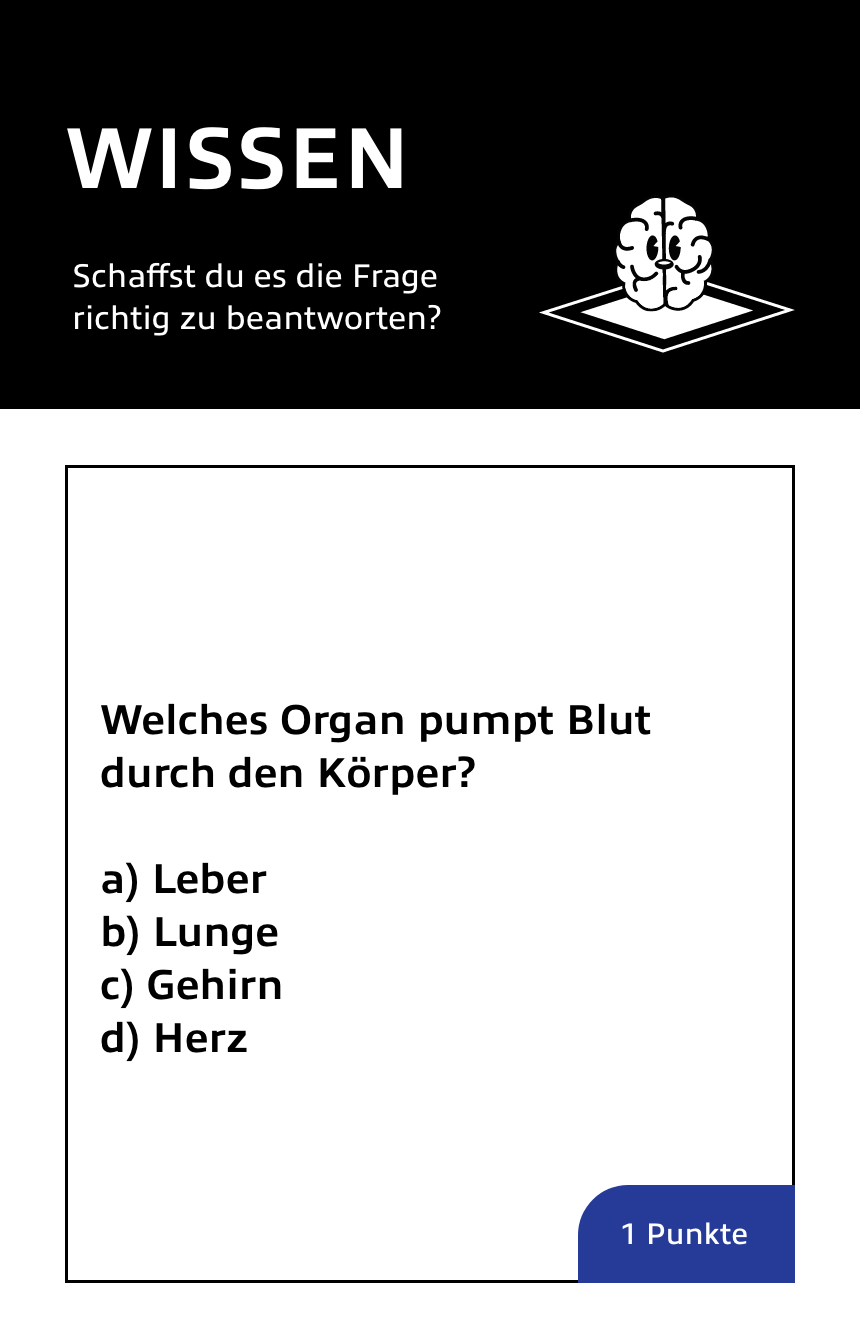 WISSEN
Schaffst du es die Frage
richtig zu beantworten?
Welches Organ pumpt Blut
durch den Körper?
a) Leber
b) Lunge
c) Gehirn
d) Herz
1 Punkte